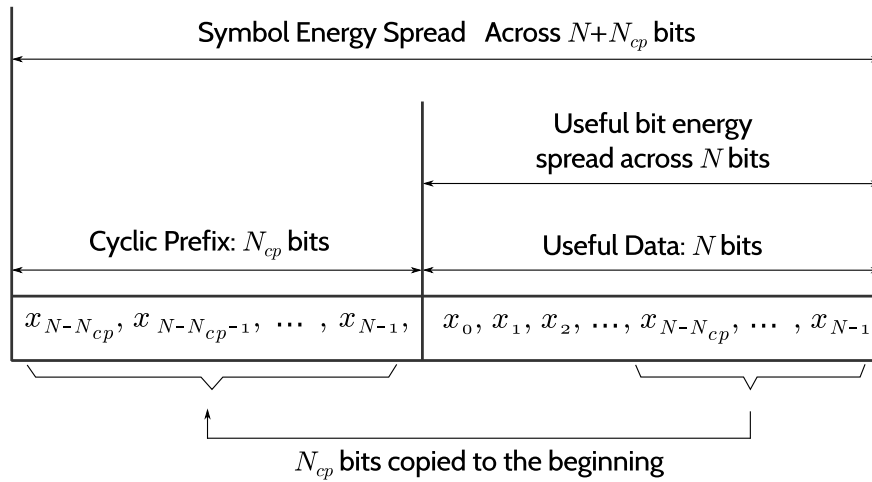 Symbol Energy Spread Across N+N_cp bits
Useful bit energy
spread across N bits
Cyclic Prefix: N_cp bits
Useful Data: N bits
x_{N-N_cp}, x_{N-N_cp-1}, ... , x_{N-1}, x_0, x_1, x_2, ..., x_{N-N_cp}, ... , x_{N-1}
N_cp bits copied to the beginning